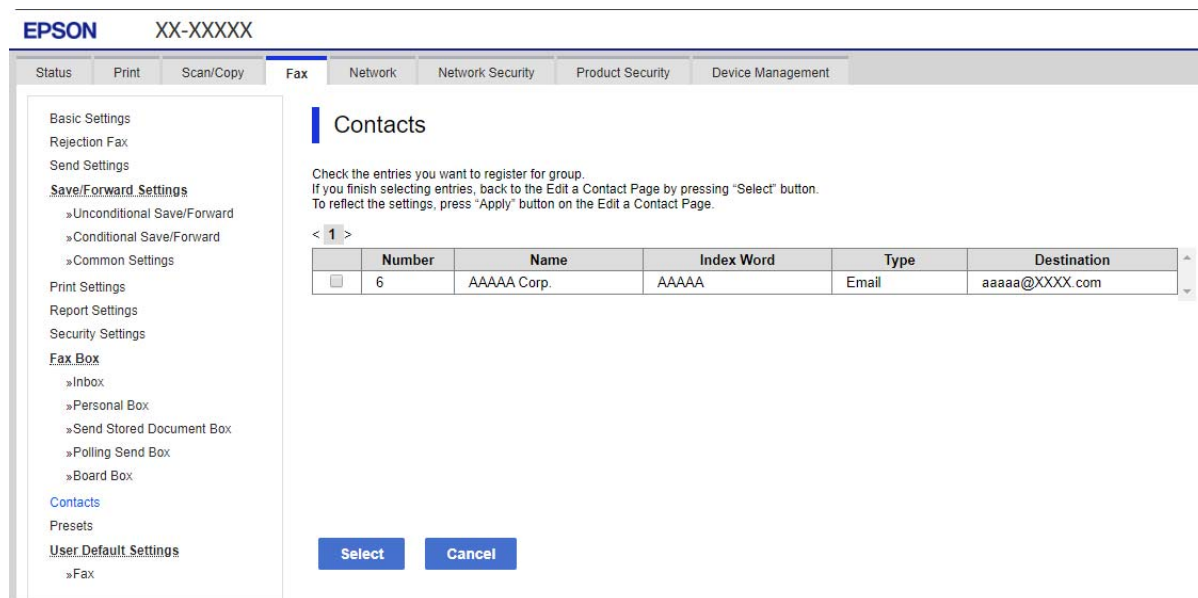 EPSON XX-XXXXX
Status Print Scan/Copy Fax Network Network Security Product Security Device Management
Basic Settings
Rejection Fax
Send Settings
Save/Forward Settings
»Unconditional Save/Forward
»Conditional Save/Forward
»Common Settings
Print Settings
Report Settings
Security Settings
Fax Box
»Inbox
»Personal Box
»Send Stored Document Box
»Polling Send Box
»Board Box
Contacts
Presets
User Default Settings
»Fax
Contacts
Check the entries you want to register for group.
If you finish selecting entries, back to the Edit a Contact Page by pressing “Select” button.
To reflect the settings, press “Apply” button on the Edit a Contact Page.
< 1 >
Number Name Index Word Type Destination
6 AAAAA Corp. AAAAA Email aaaaa@XXXX.com
Select Cancel